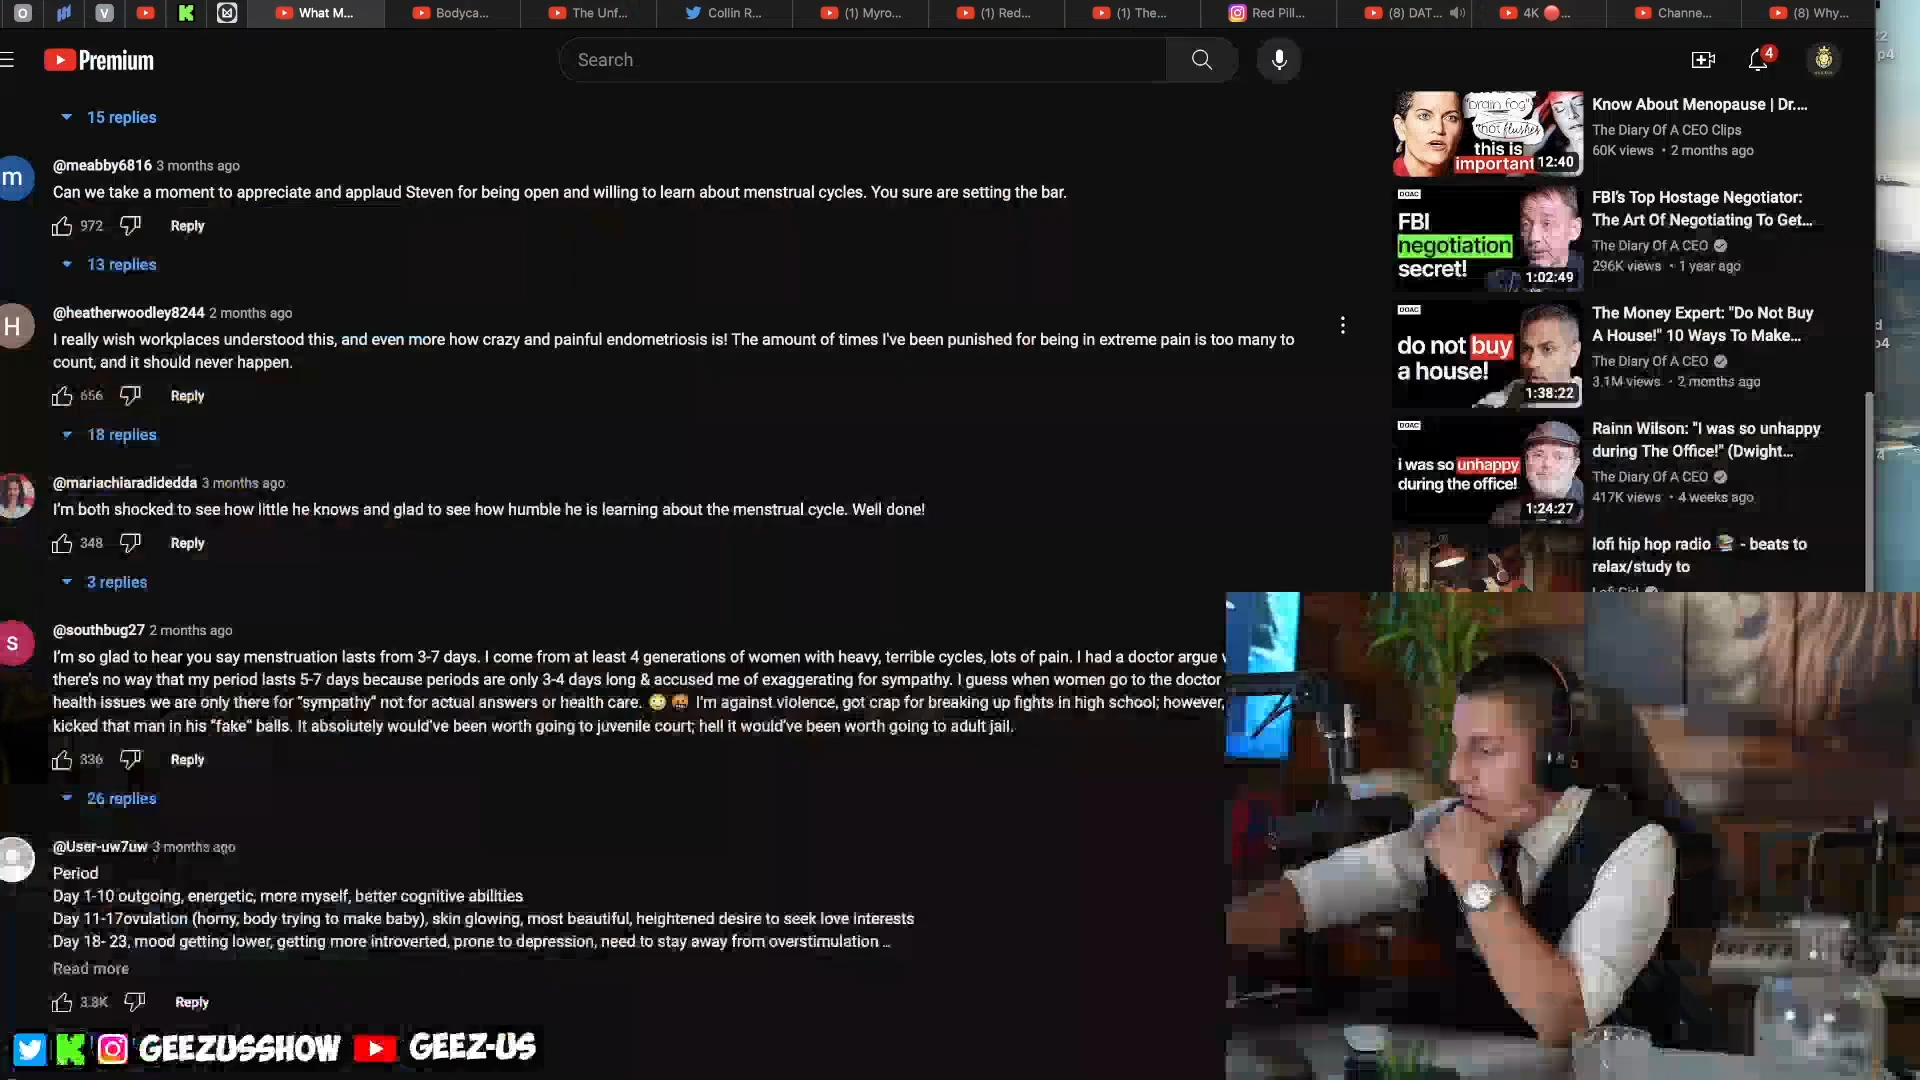 What M...
Bodyca...
The Unf...
Collin R...
(1) Myro...
(1) Red...
(1) The...
Red Pill...
(8) DAT...
4K 🔴...
Channe...
(8) Why...
Premium
Search
4
15 replies
@meabby6816 3 months ago
Can we take a moment to appreciate and applaud Steven for being open and willing to learn about menstrual cycles. You sure are setting the bar.
972 Reply
13 replies
H
@heatherwoodley8244 2 months ago
I really wish workplaces understood this, and even more how crazy and painful endometriosis is! The amount of times I've been punished for being in extreme pain is too many to
count, and it should never happen.
656 Reply
18 replies
@mariachiaradidedda 3 months ago
I'm both shocked to see how little he knows and glad to see how humble he is learning about the menstrual cycle. Well done!
348 Reply
3 replies
S
@southbug27 2 months ago
I'm so glad to hear you say menstruation lasts from 3-7 days. I come from at least 4 generations of women with heavy, terrible cycles, lots of pain. I had a doctor argue
there's no way that my period lasts 5-7 days because periods are only 3-4 days long & accused me of exaggerating for sympathy. I guess when women go to the doctor
health issues we are only there for "sympathy" not for actual answers or health care. I'm against violence, got crap for breaking up fights in high school; however,
kicked that man in his "fake" balls. It absolutely would've been worth going to juvenile court; hell it would've been worth going to adult jail.
336 Reply
26 replies
@User-uw7uw 3 months ago
Period
Day 1-10 outgoing, energetic, more myself, better cognitive abilities
Day 11-17ovulation (horny, body trying to make baby), skin glowing, most beautiful, heightened desire to seek love interests
Day 18- 23, mood getting lower, getting more introverted, prone to depression, need to stay away from overstimulation ...
Read more
3.8K Reply
GEEZUSSHOW GEEZ-US
"brain fog"
"hot flushes"
this is
important
12:40
Know About Menopause | Dr....
The Diary Of A CEO Clips
60K views • 2 months ago
DOAC
FBI
negotiation
secret!
1:02:49
FBI's Top Hostage Negotiator:
The Art Of Negotiating To Get...
The Diary Of A CEO
296K views • 1 year ago
DOAC
do not buy
a house!
1:38:22
The Money Expert: "Do Not Buy
A House!" 10 Ways To Make...
The Diary Of A CEO
3.1M views • 2 months ago
DOAC
i was so unhappy
during the office!
1:24:27
Rainn Wilson: "I was so unhappy
during The Office!" (Dwight...
The Diary Of A CEO
417K views • 4 weeks ago
lofi hip hop radio 📚 - beats to
relax/study to
Lofi Girl